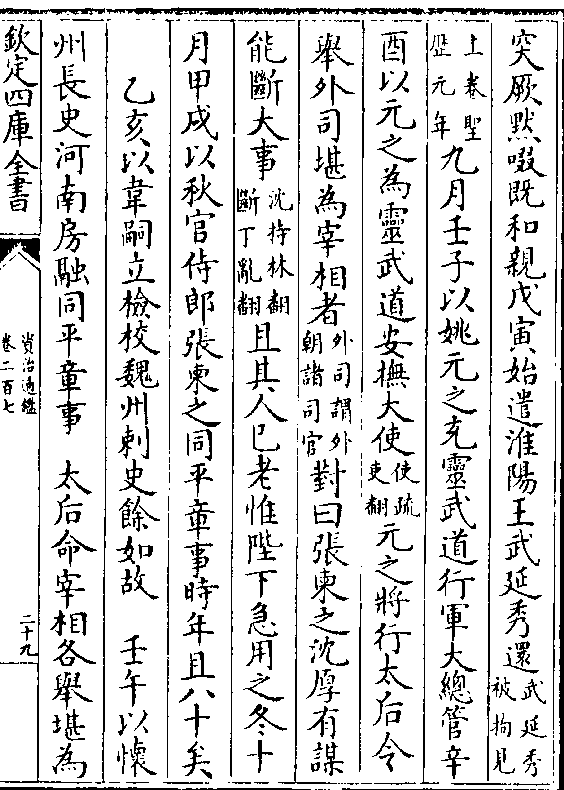 突厥默啜既和親戊寅始遣淮陽王武延秀還武延秀被拘見
上卷聖歴元年九月壬子以姚元之充靈武道行軍大總管辛
酉以元之為靈武道安撫大使使疏吏翻元之將行太后令
舉外司堪為宰相者外司謂外朝諸司官對曰張柬之沈厚有謀
能斷大事沈持林翻斷丁亂翻且其人已老惟陛下急用之冬十
月甲戌以秋官侍郎張柬之同平章事時年且八十矣
乙亥以韋嗣立檢校魏州刺史餘如故 壬午以懷
州長史河南房融同平章事 太后命宰相各舉堪為
欽定四庫全書
資治通鑑
卷二百七
二十九